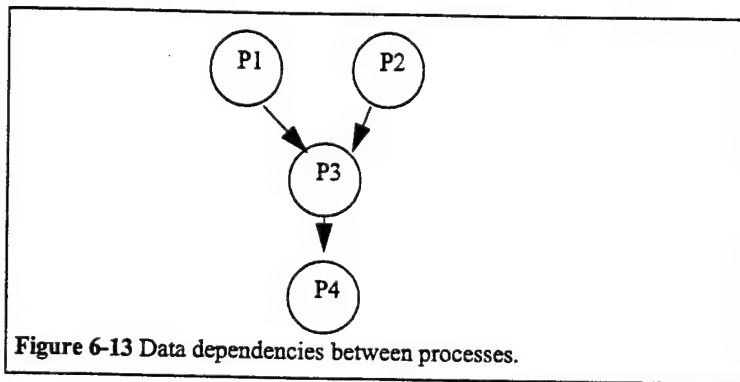 P1 P2
P3
P4
Figure 6-13 Data dependencies between processes.